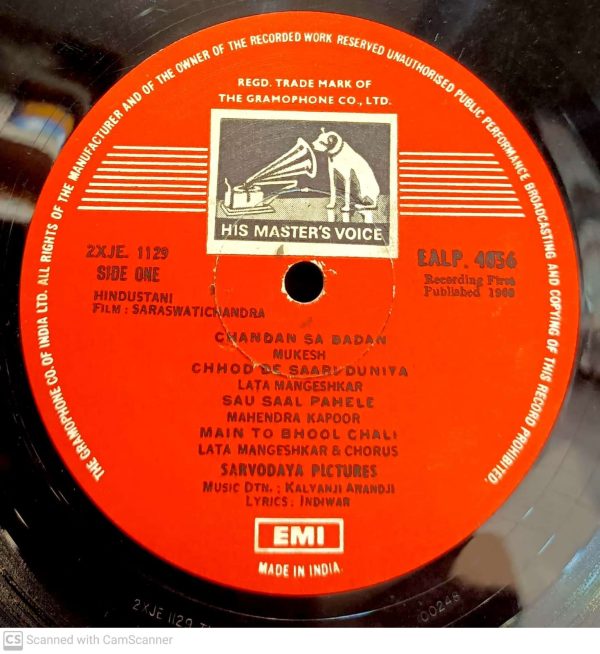 THE GRAMOPHONE CO. OF INDIA LTD. ALL RIGHTS OF THE MANUFACTURER AND OF THE OWNER OF THE RECORDED WORK RESERVED UNAUTHORISED PUBLIC PERFORMANCE BROADCASTING AND COPYING OF THIS RECORD PROHIBITED.
REGD. TRADE MARK OF
THE GRAMOPHONE CO., LTD.
HIS MASTER'S VOICE
2XJE. 1129
SIDE ONE
EALP. 4056
Recording First
Published
HINDUSTANI
FILM : SARASWATICHANDRA
CHANDAN SA BADAN
MUKESH
CHHOD DE SAARI DUNIYA
LATA MANGESHKAR
SAU SAAL PAHELE
MAHENDRA KAPOOR
MAIN TO BHOOL CHALI
LATA MANGESHKAR & CHORUS
SARVODAYA PICTURES
MUSIC DTN. : KALYANJI ANANDJI
LYRICS : INDIWAR
EMI
MADE IN INDIA.
2XJE 1129
CS Scanned with CamScanner